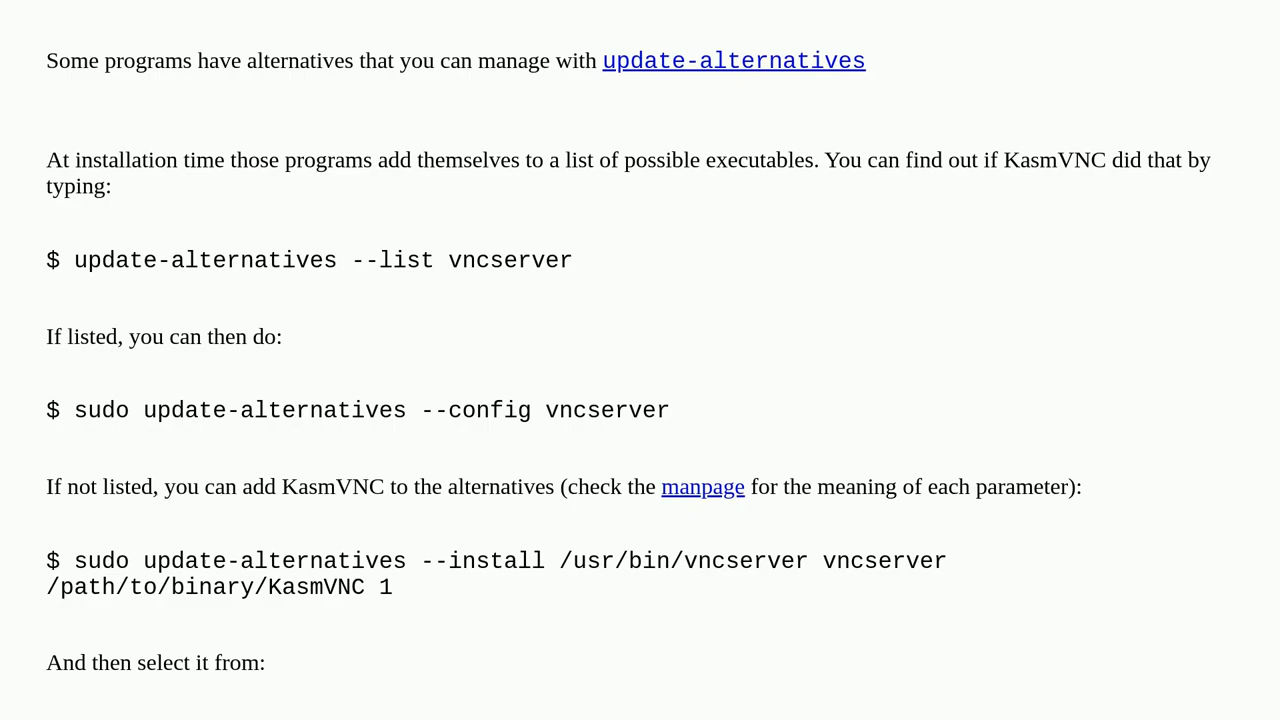 Some programs have alternatives that you can manage with update-alternatives
At installation time those programs add themselves to a list of possible executables. You can find out if KasmVNC did that by
typing:
$ update-alternatives --list vncserver
If listed, you can then do:
$ sudo update-alternatives --config vncserver
If not listed, you can add KasmVNC to the alternatives (check the manpage for the meaning of each parameter):
$ sudo update-alternatives --install /usr/bin/vncserver vncserver
/path/to/binary/KasmVNC 1
And then select it from: